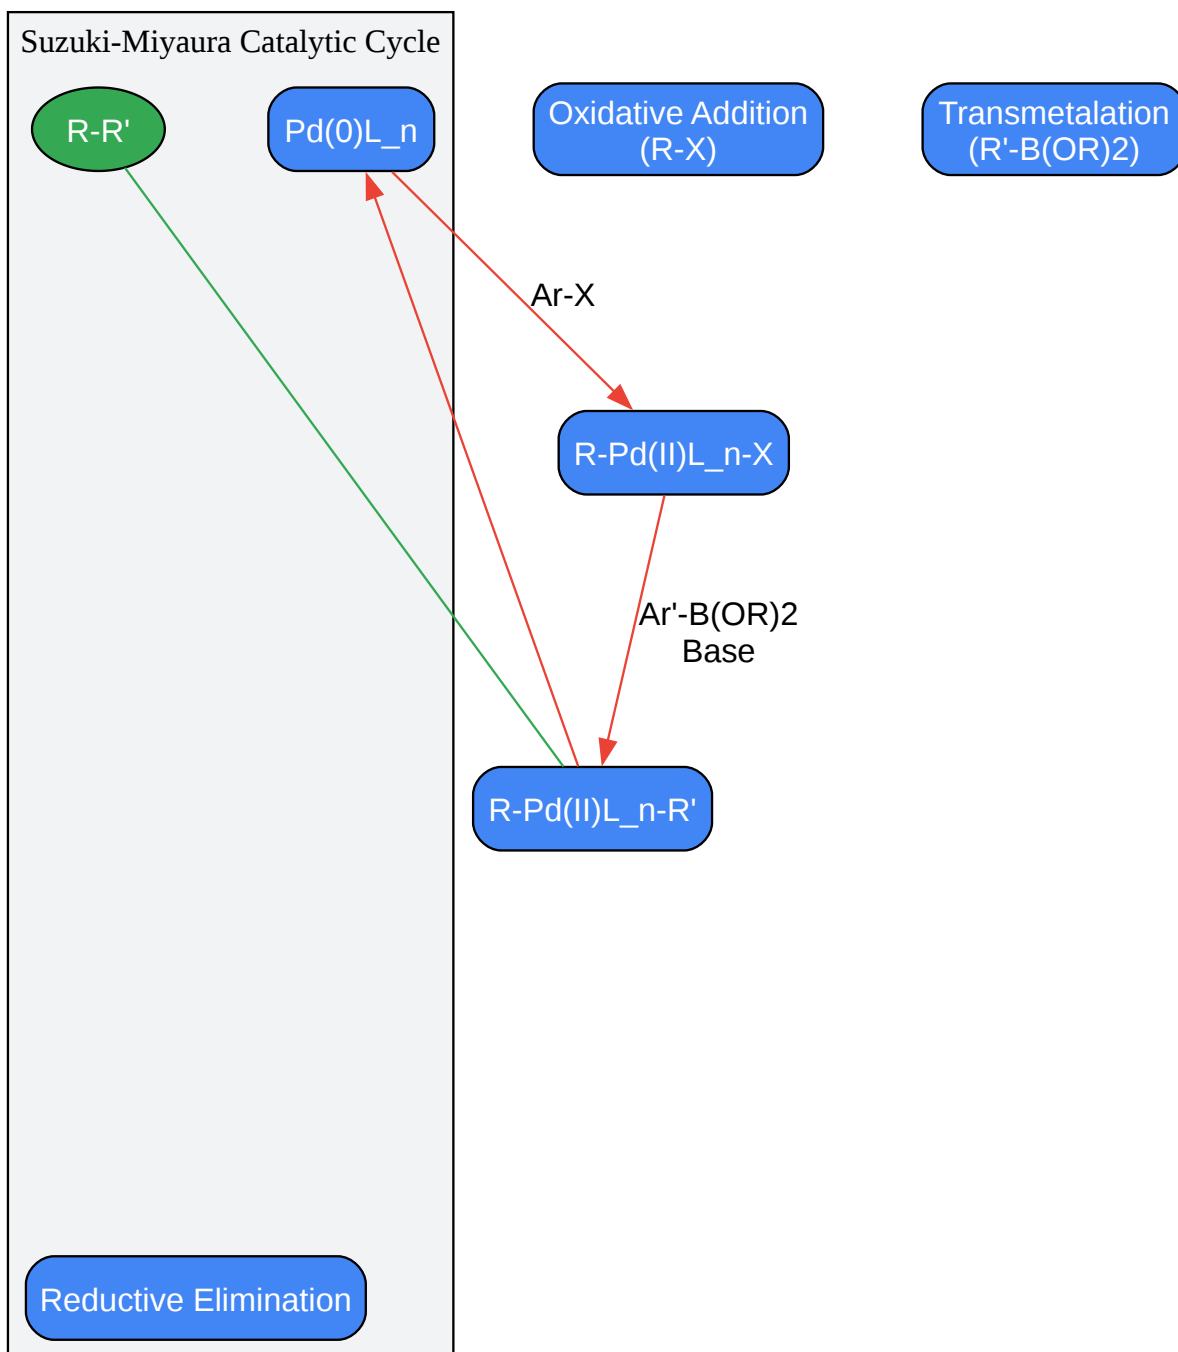 Suzuki-Miyaura Catalytic Cycle
R-R'
Pd(0)L_n
Oxidative Addition
(R-X)
Transmetalation
(R'-B(OR)2)
Ar-X
R-Pd(II)L_n-X
Ar'-B(OR)2
Base
R-Pd(II)L_n-R'
Reductive Elimination